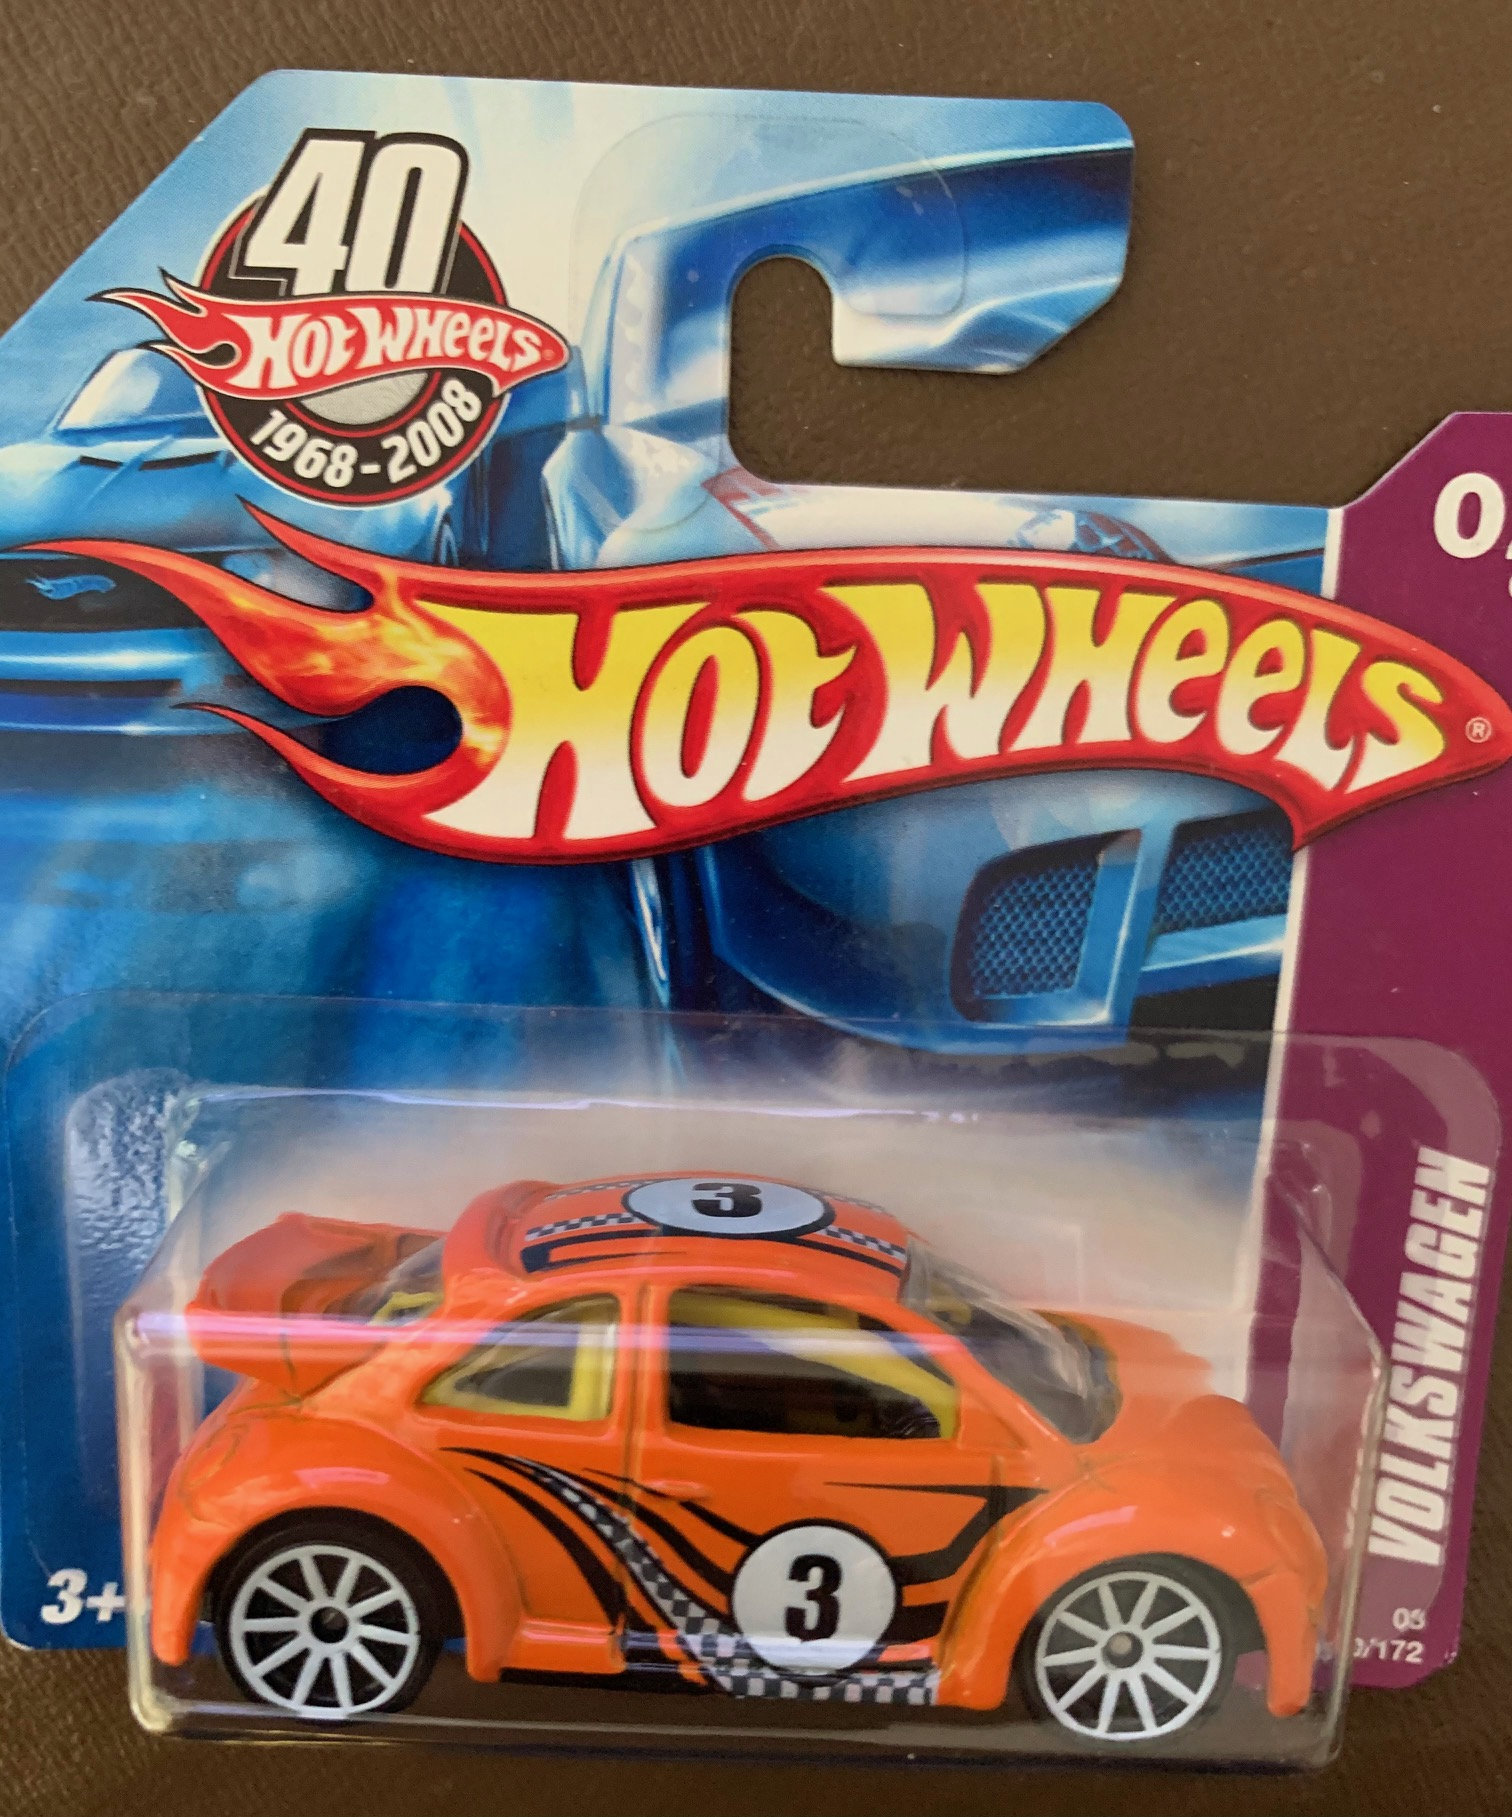 40
HOT WHEELS
1968-2008
HOT WHEELS®
VOLKSWAGEN
3
3
3+
/172